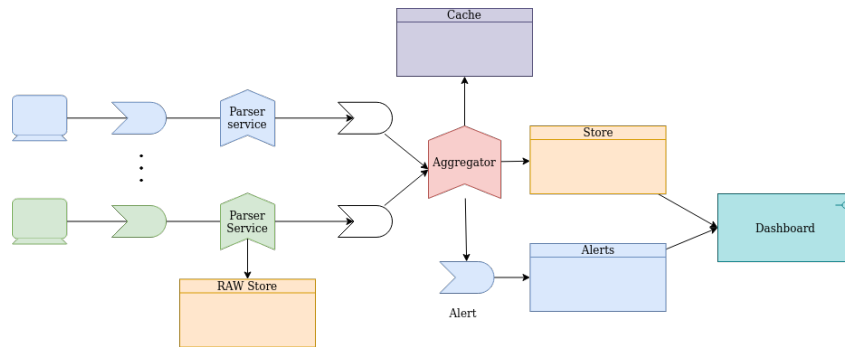 Cache
Parser
service
Store
Aggregator
Parser
Service
Dashboard
Alerts
RAW Store
Alert